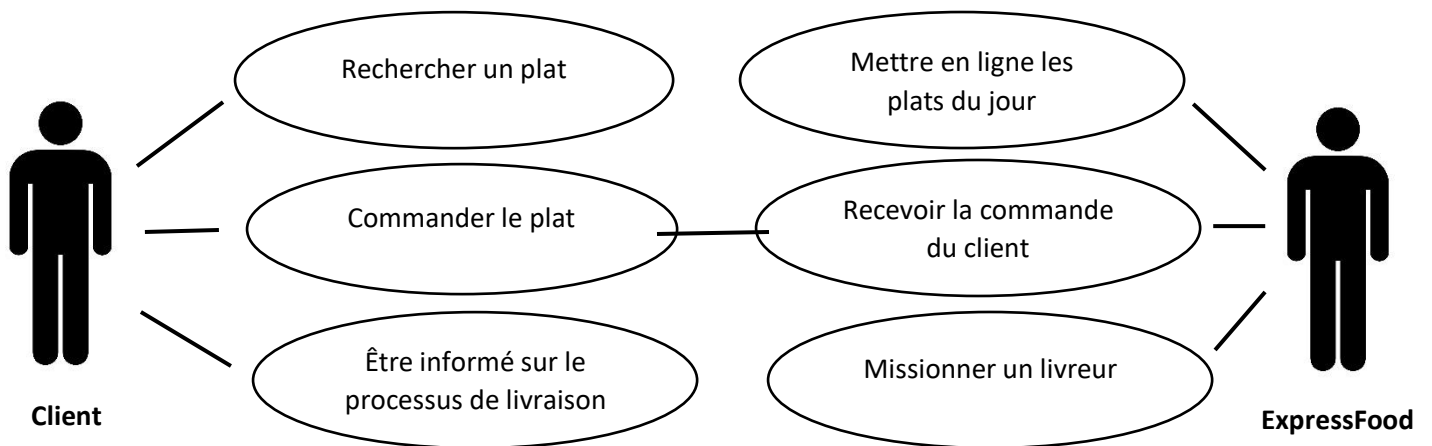 Rechercher un plat
Mettre en ligne les
plats du jour
Commander le plat
Recevoir la commande
du client
Être informé sur le
processus de livraison
Missionner un livreur
Client
ExpressFood